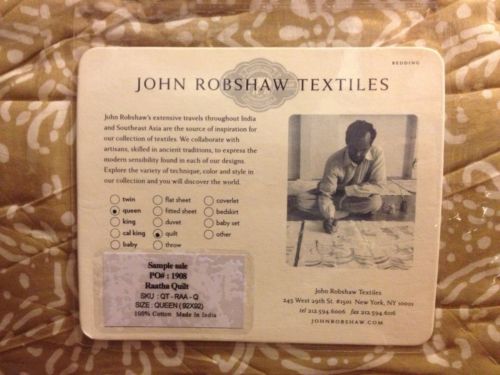 BEDDING
JOHN ROBSHAW TEXTILES
John Robshaw's extensive travels throughout India
and Southeast Asia are the source of inspiration for
our collection of textiles. We collaborate with
artisans, skilled in ancient traditions, to express the
modern sensibility found in each of our designs.
Explore the variety of technique, color and style in
our collection and you will discover the world.
twin flat sheet coverlet
queen fitted sheet bedskirt
king duvet baby set
cal king quilt other
baby throw
Sample sale
PO# : 1908
Raatha Quilt
SKU : QT - RAA - Q
SIZE : QUEEN ( 92X92)
100% Cotton Made In India
John Robshaw Textiles
245 West 29th St. #1501 New York, NY 10001
tel 212.594.6006 fax 212.594.6116
JOHNROBSHAW.COM